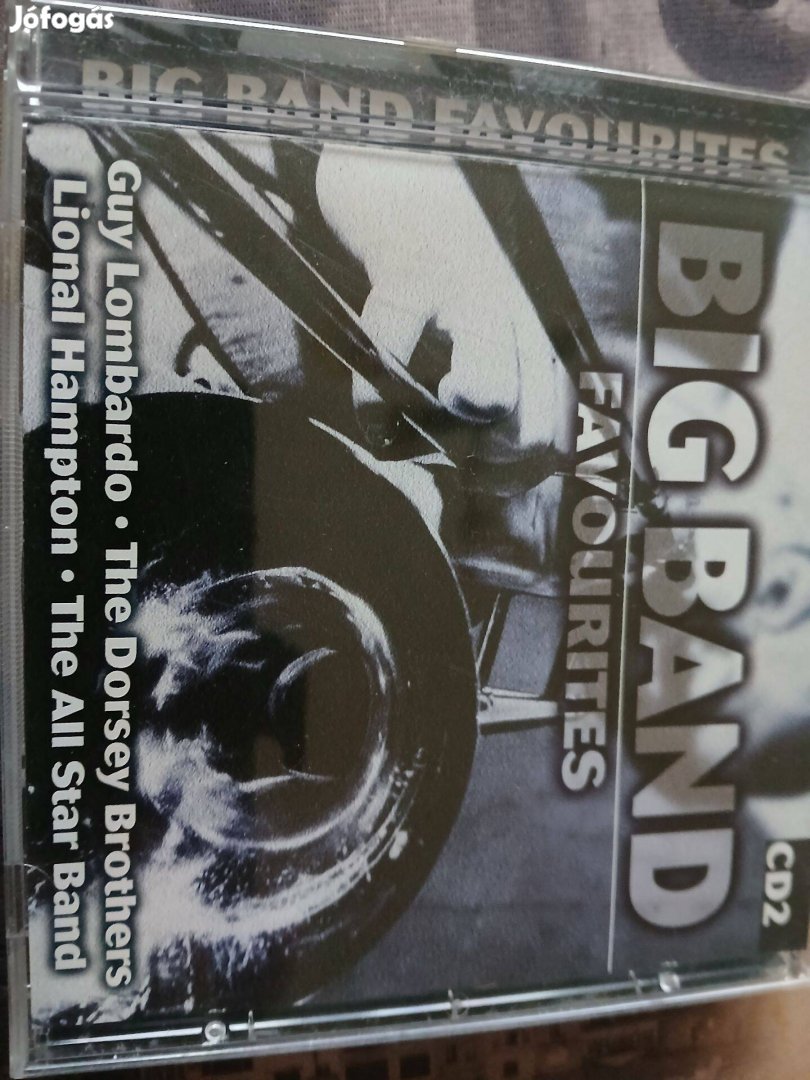 Jófogás
BIG BAND FAVOURITES
CD2
BIG BAND
FAVOURITES
Guy Lombardo · The Dorsey Brothers
Lional Hampton · The All Star Band